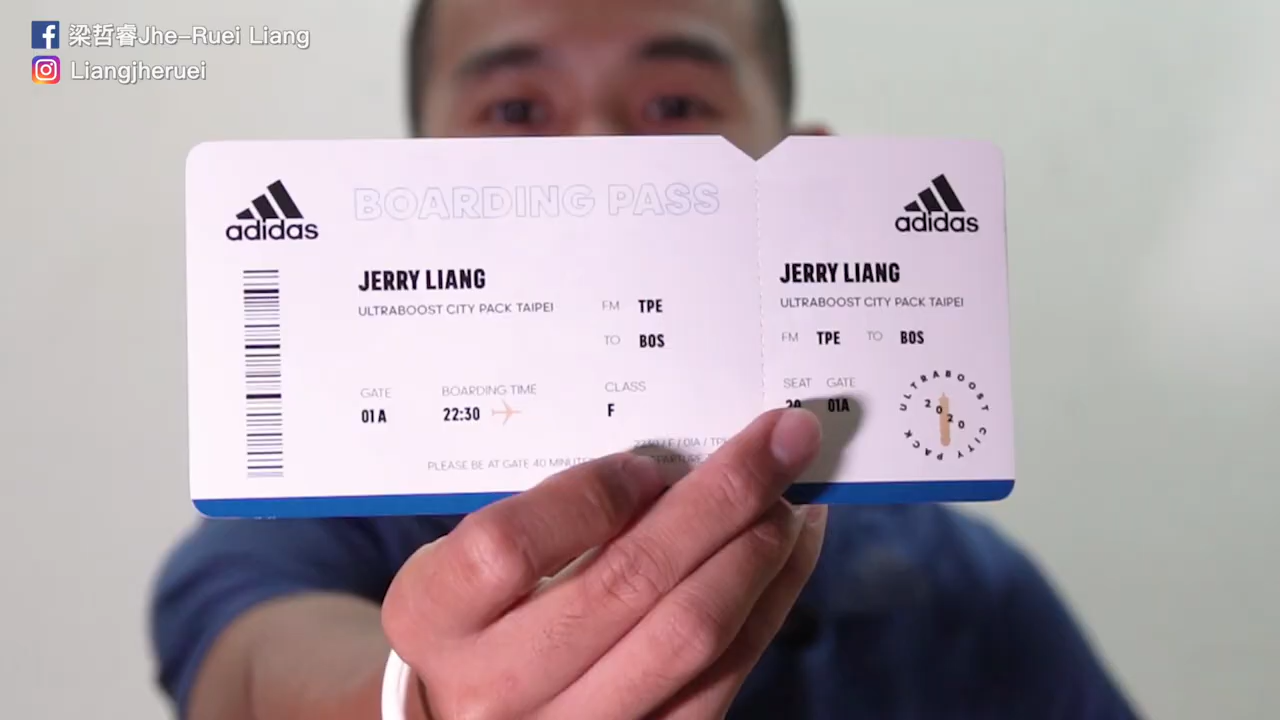 梁哲睿Jhe-Ruei Liang
Liangjheruei
adidas
BOARDING PASS
JERRY LIANG
ULTRABOOST CITY PACK TAIPEI
FM TPE
TO BOS
GATE BOARDING TIME CLASS
01A 22:30 F
PLEASE BE AT GATE 40
adidas
JERRY LIANG
ULTRABOOST CITY PACK TAIPEI
FM TPE TO BOS
SEAT GATE
20 01A
ULTRABOOST CITY PACK
2020